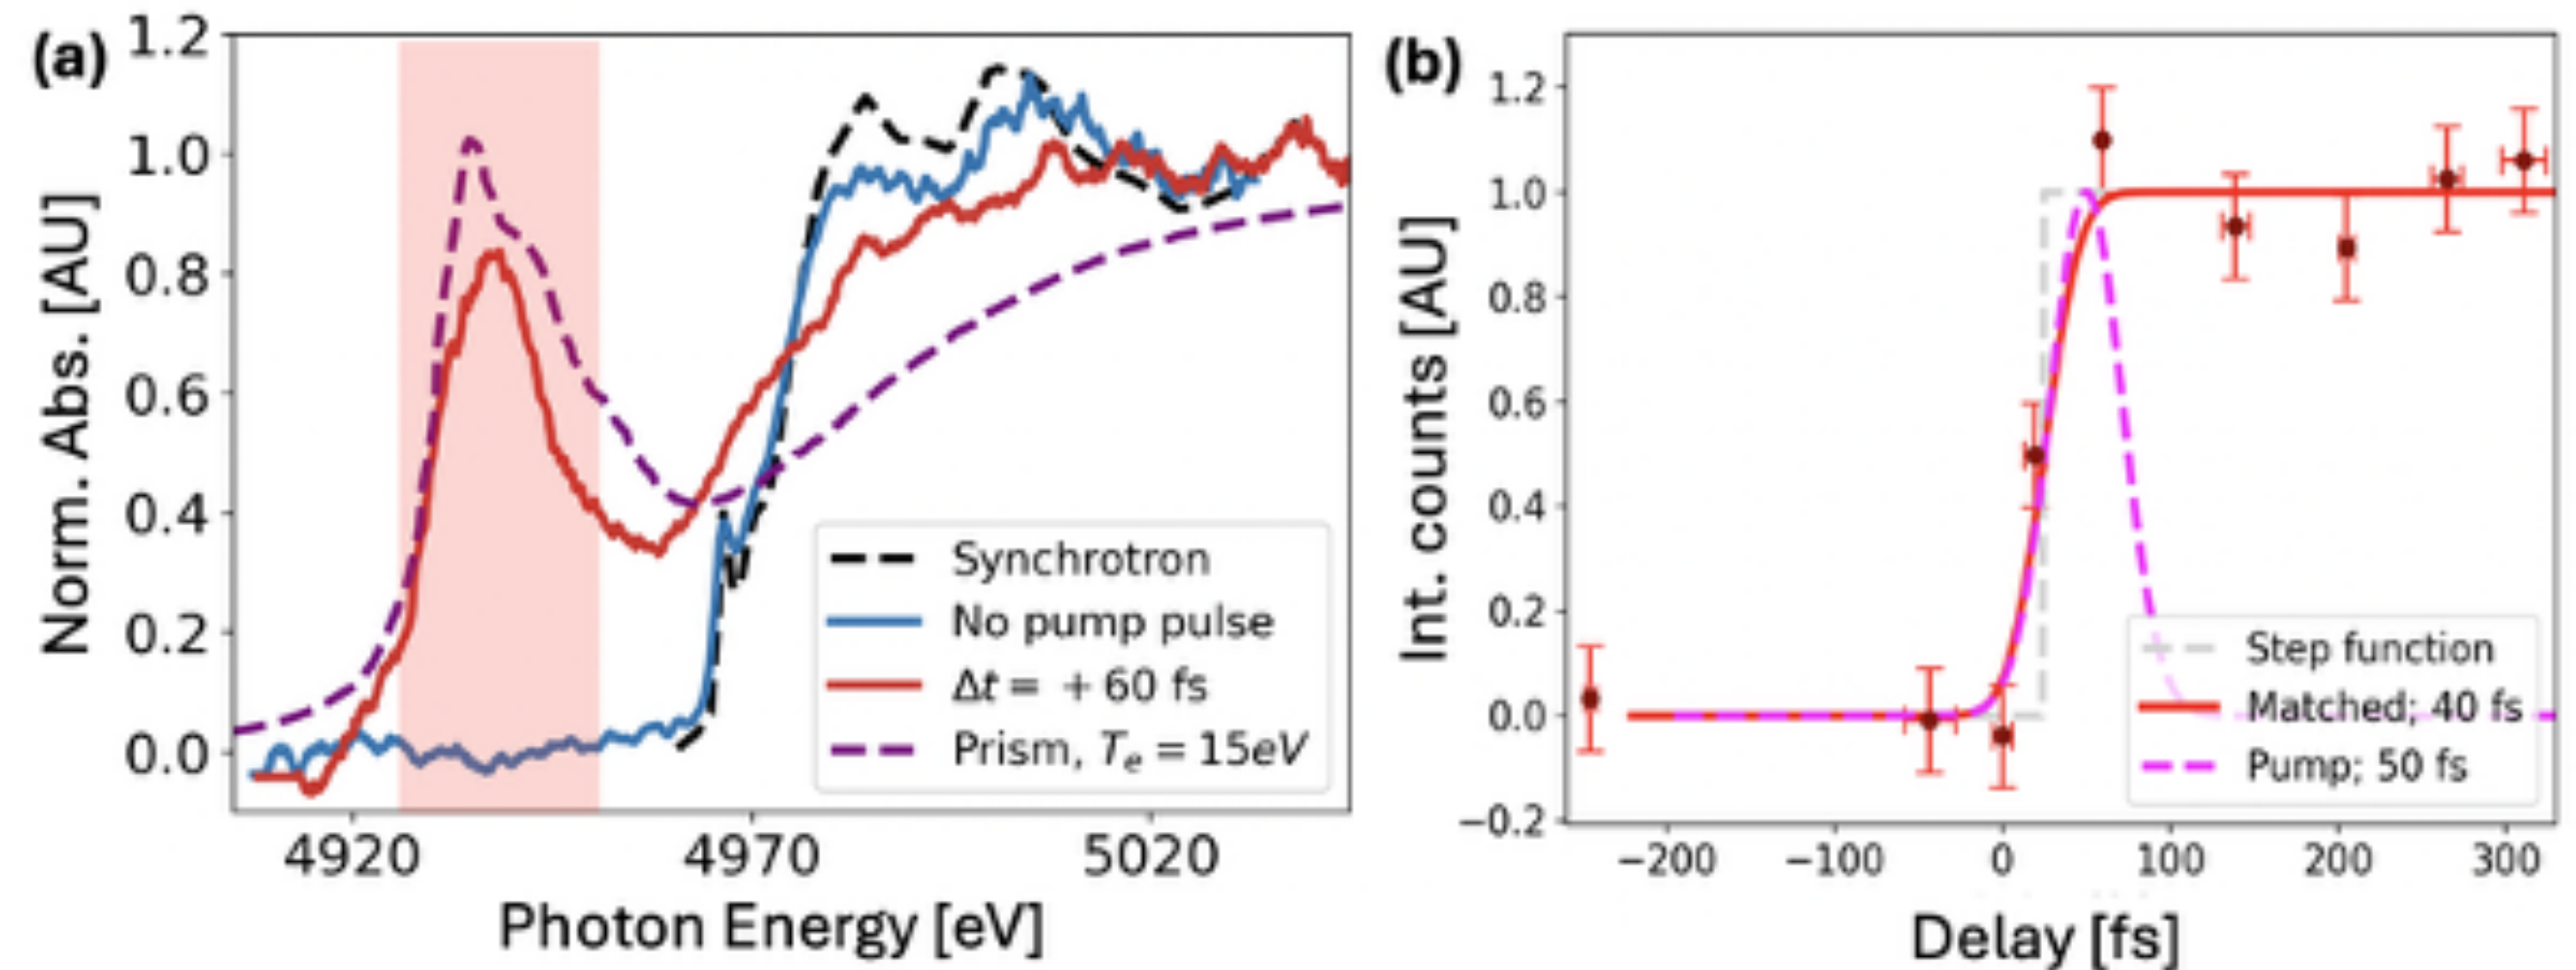 (a)
Norm. Abs. [AU]
1.2
1.0
0.8
0.6
0.4
0.2
0.0
4920 4970 5020
Photon Energy [eV]
Synchrotron
No pump pulse
Δt = +60 fs
Prism, Tₑ = 15eV
(b)
Int. counts [AU]
1.2
1.0
0.8
0.6
0.4
0.2
0.0
−0.2
−200 −100 0 100 200 300
Delay [fs]
Step function
Matched; 40 fs
Pump; 50 fs